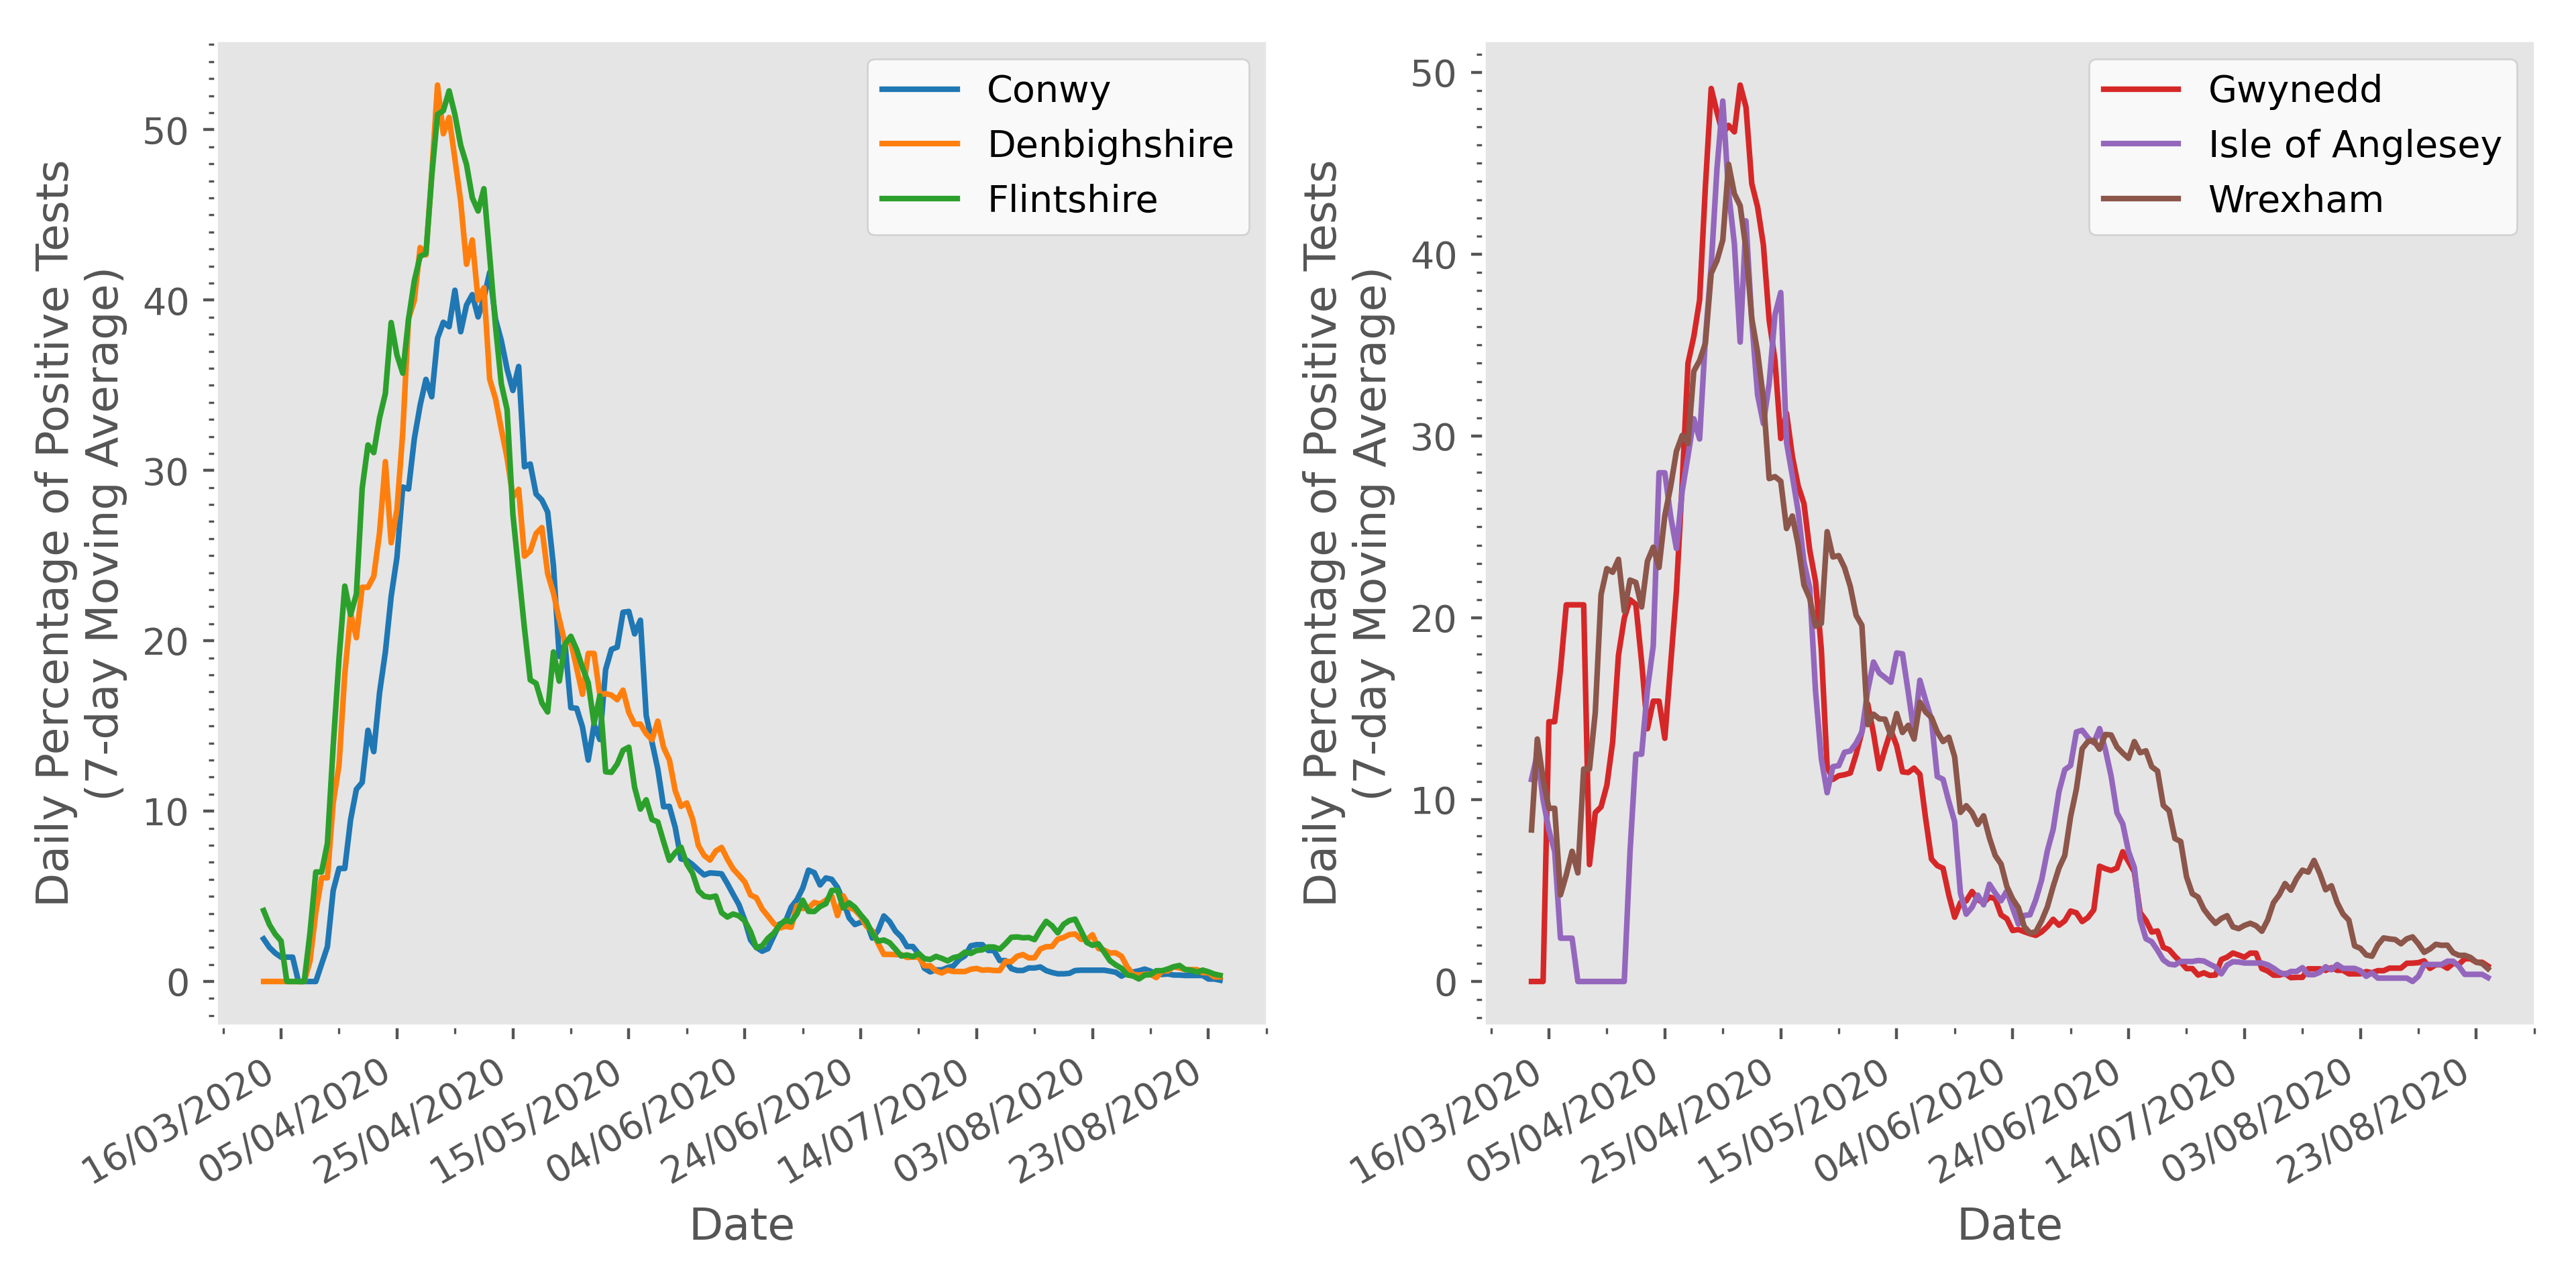 Daily Percentage of Positive Tests
(7-day Moving Average)
50
40
30
20
10
0
Conwy
Denbighshire
Flintshire
16/03/2020
05/04/2020
25/04/2020
15/05/2020
04/06/2020
24/06/2020
14/07/2020
03/08/2020
23/08/2020
Date
Daily Percentage of Positive Tests
(7-day Moving Average)
50
40
30
20
10
0
Gwynedd
Isle of Anglesey
Wrexham
16/03/2020
05/04/2020
25/04/2020
15/05/2020
04/06/2020
24/06/2020
14/07/2020
03/08/2020
23/08/2020
Date